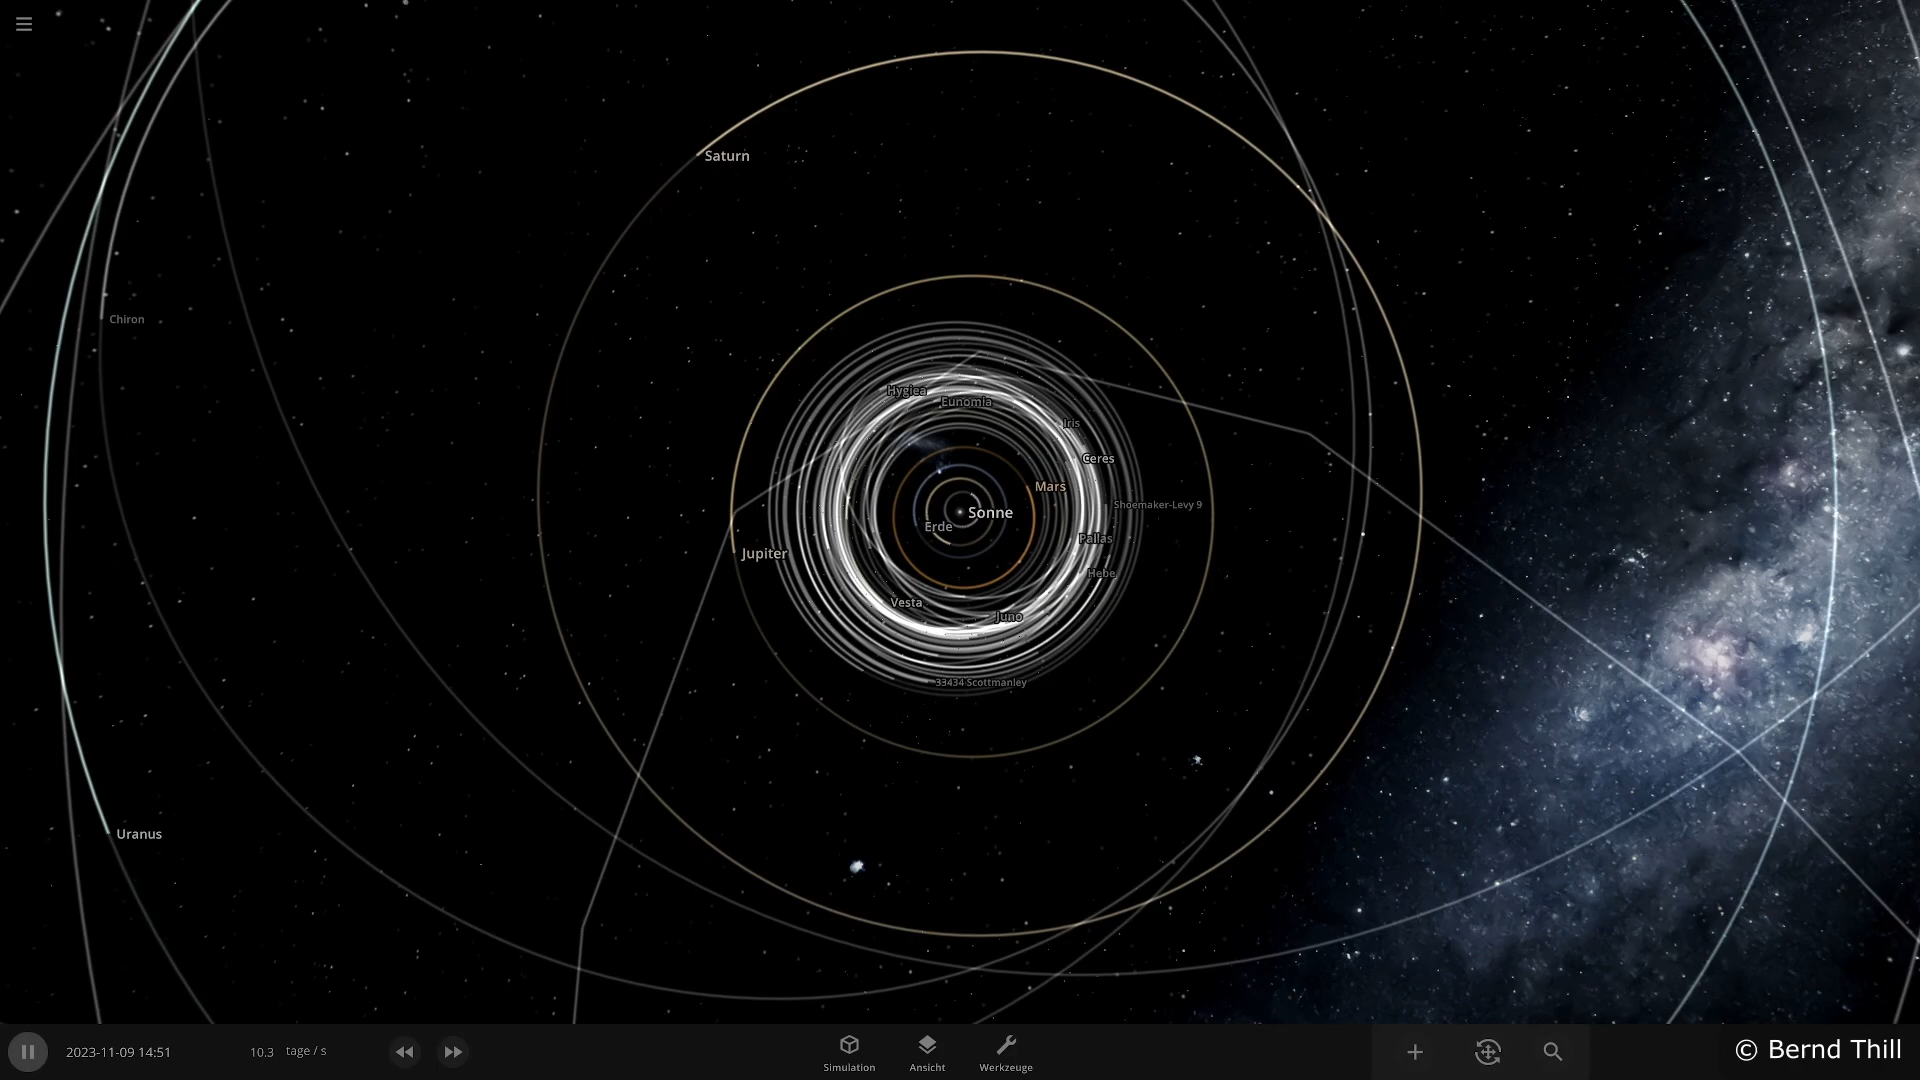 Saturn
Chiron
Hygiea
Eunomia
Iris
Ceres
Mars
Shoemaker-Levy 9
Sonne
Erde
Pallas
Jupiter
Hebe
Vesta
Juno
33434 Scottmanley
Uranus
2023-11-09 14:51
10.3 tage / s
Simulation
Ansicht
Werkzeuge
© Bernd Thill